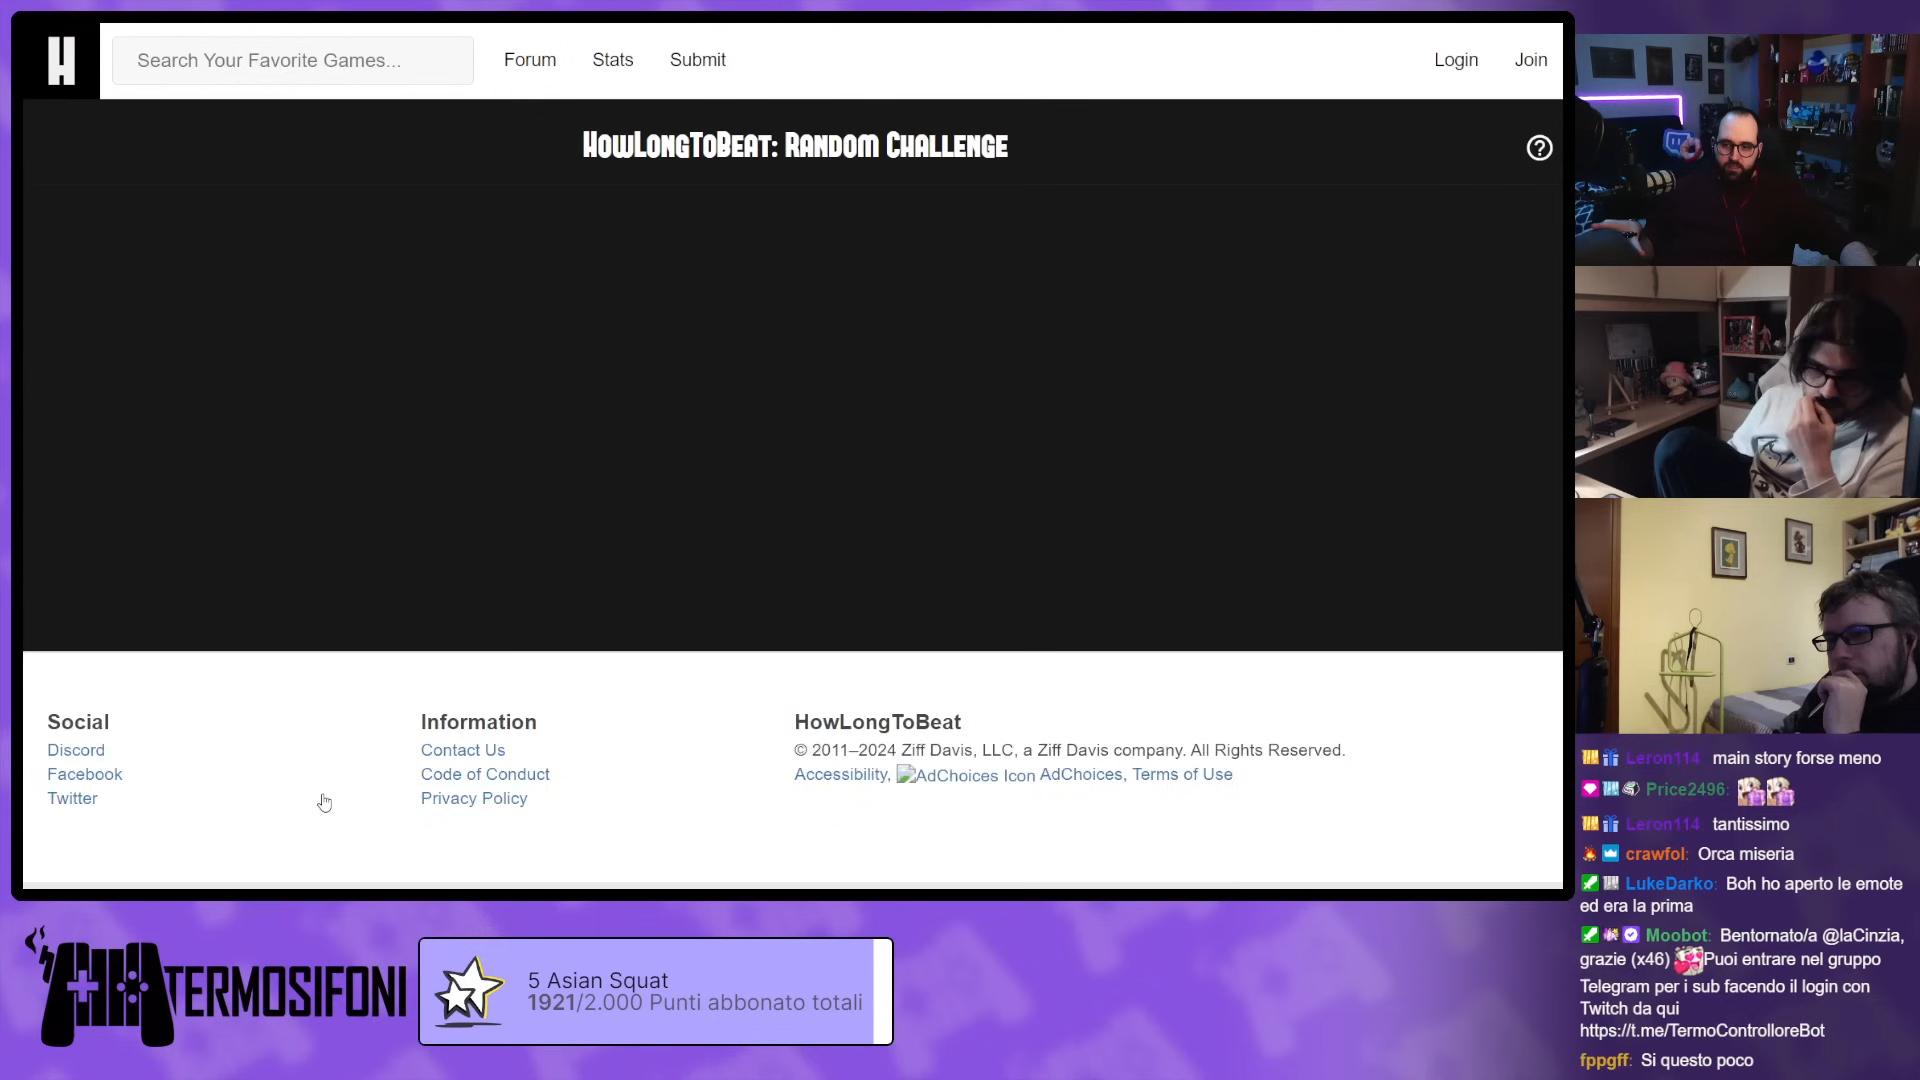 H
Search Your Favorite Games...
Forum
Stats
Submit
Login
Join
HowLongToBeat: Random Challenge
?
Social
Discord
Facebook
Twitter
Information
Contact Us
Code of Conduct
Privacy Policy
HowLongToBeat
© 2011–2024 Ziff Davis, LLC, a Ziff Davis company. All Rights Reserved.
Accessibility, AdChoices Icon AdChoices, Terms of Use
TERMOSIFONI
5 Asian Squat
1921/2.000 Punti abbonato totali
Leron114 main story forse meno
Price2496:
Leron114 tantissimo
crawfol: Orca miseria
LukeDarko: Boh ho aperto le emote
ed era la prima
Moobot: Bentornato/a @laCinzia,
grazie (x46) Puoi entrare nel gruppo
Telegram per i sub facendo il login con
Twitch da qui
https://t.me/TermoControlloreBot
fppgff: Si questo poco